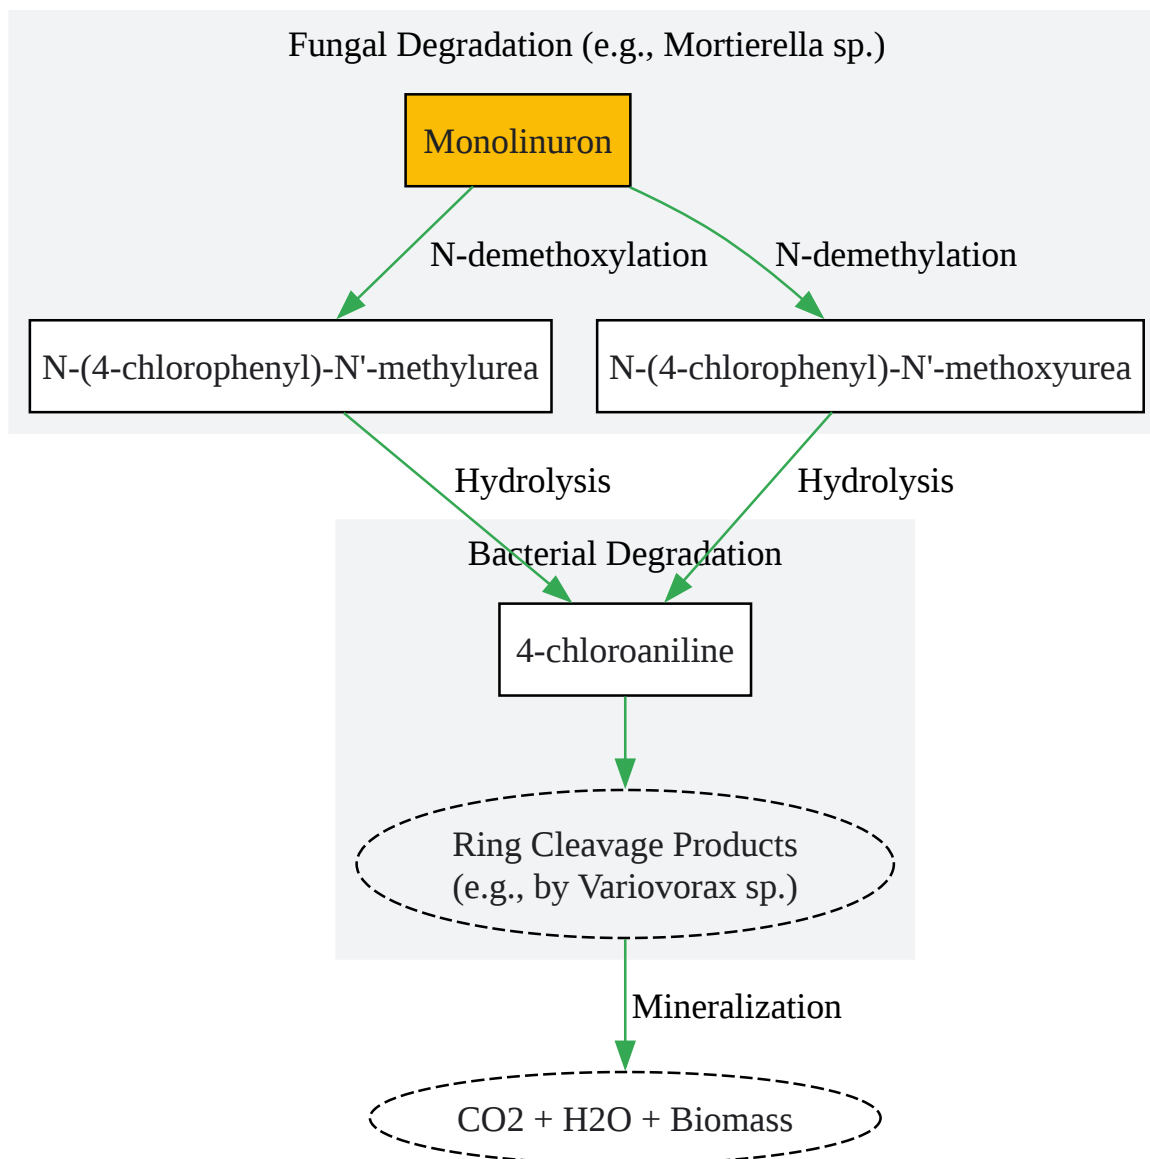 Fungal Degradation (e.g., Mortierella sp.)
Monolinuron
N-demethoxylation
N-demethylation
N-(4-chlorophenyl)-N'-methylurea
N-(4-chlorophenyl)-N'-methoxyurea
Hydrolysis
Hydrolysis
Bacterial Degradation
4-chloroaniline
Ring Cleavage Products
(e.g., by Variovorax sp.)
Mineralization
CO2 + H2O + Biomass